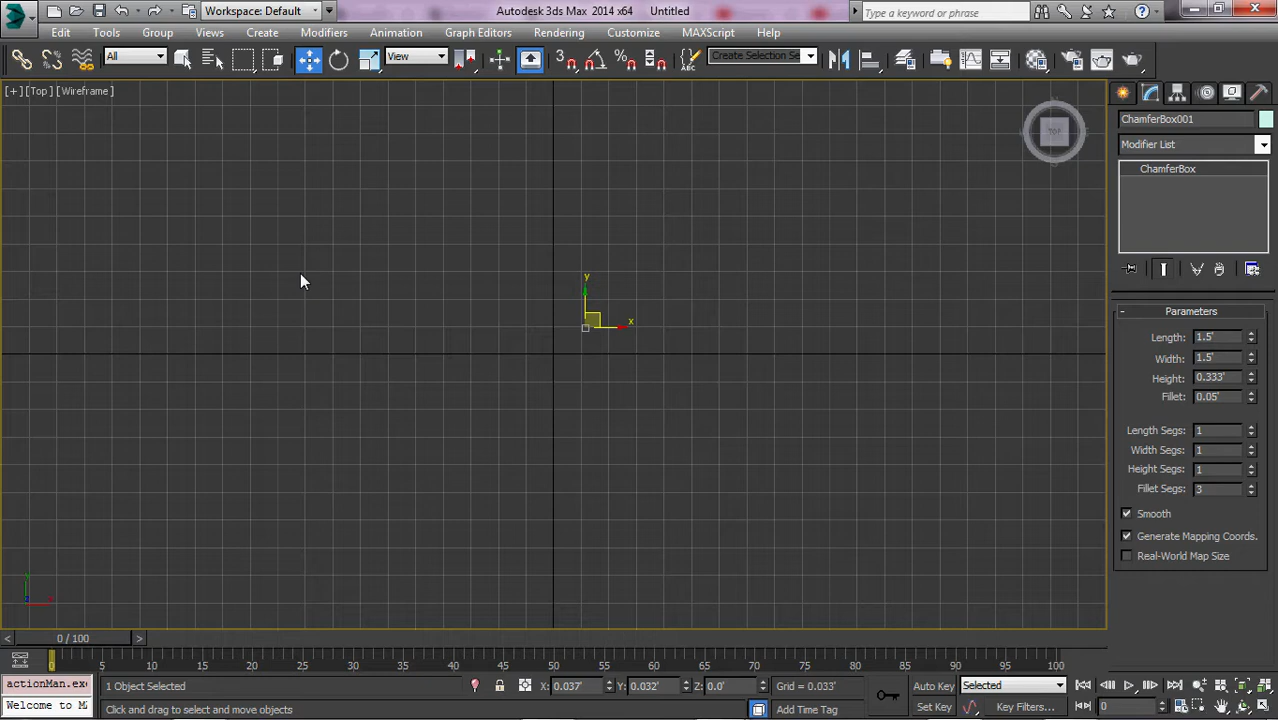 Workspace: Default
Autodesk 3ds Max 2014 x64 Untitled
Type a keyword or phrase
Edit Tools Group Views Create Modifiers Animation Graph Editors Rendering Customize MAXScript Help
All
View
3
Create Selection Se
[+] [Top] [Wireframe]
TOP
ChamferBox001
Modifier List
ChamferBox
y
x
- Parameters
Length: 1.5'
Width: 1.5'
Height: 0.333'
Fillet: 0.05'
Length Segs: 1
Width Segs: 1
Height Segs: 1
Fillet Segs: 3
Smooth
Generate Mapping Coords.
Real-World Map Size
< 0 / 100 >
0 5 10 15 20 25 30 35 40 45 50 55 60 65 70 75 80 85 90 95 100
actionMan.exe
1 Object Selected
X: 0.037' Y: 0.032' Z: 0.0' Grid = 0.033'
Auto Key Selected
Welcome to M
Click and drag to select and move objects
Add Time Tag
Set Key Key Filters... 0